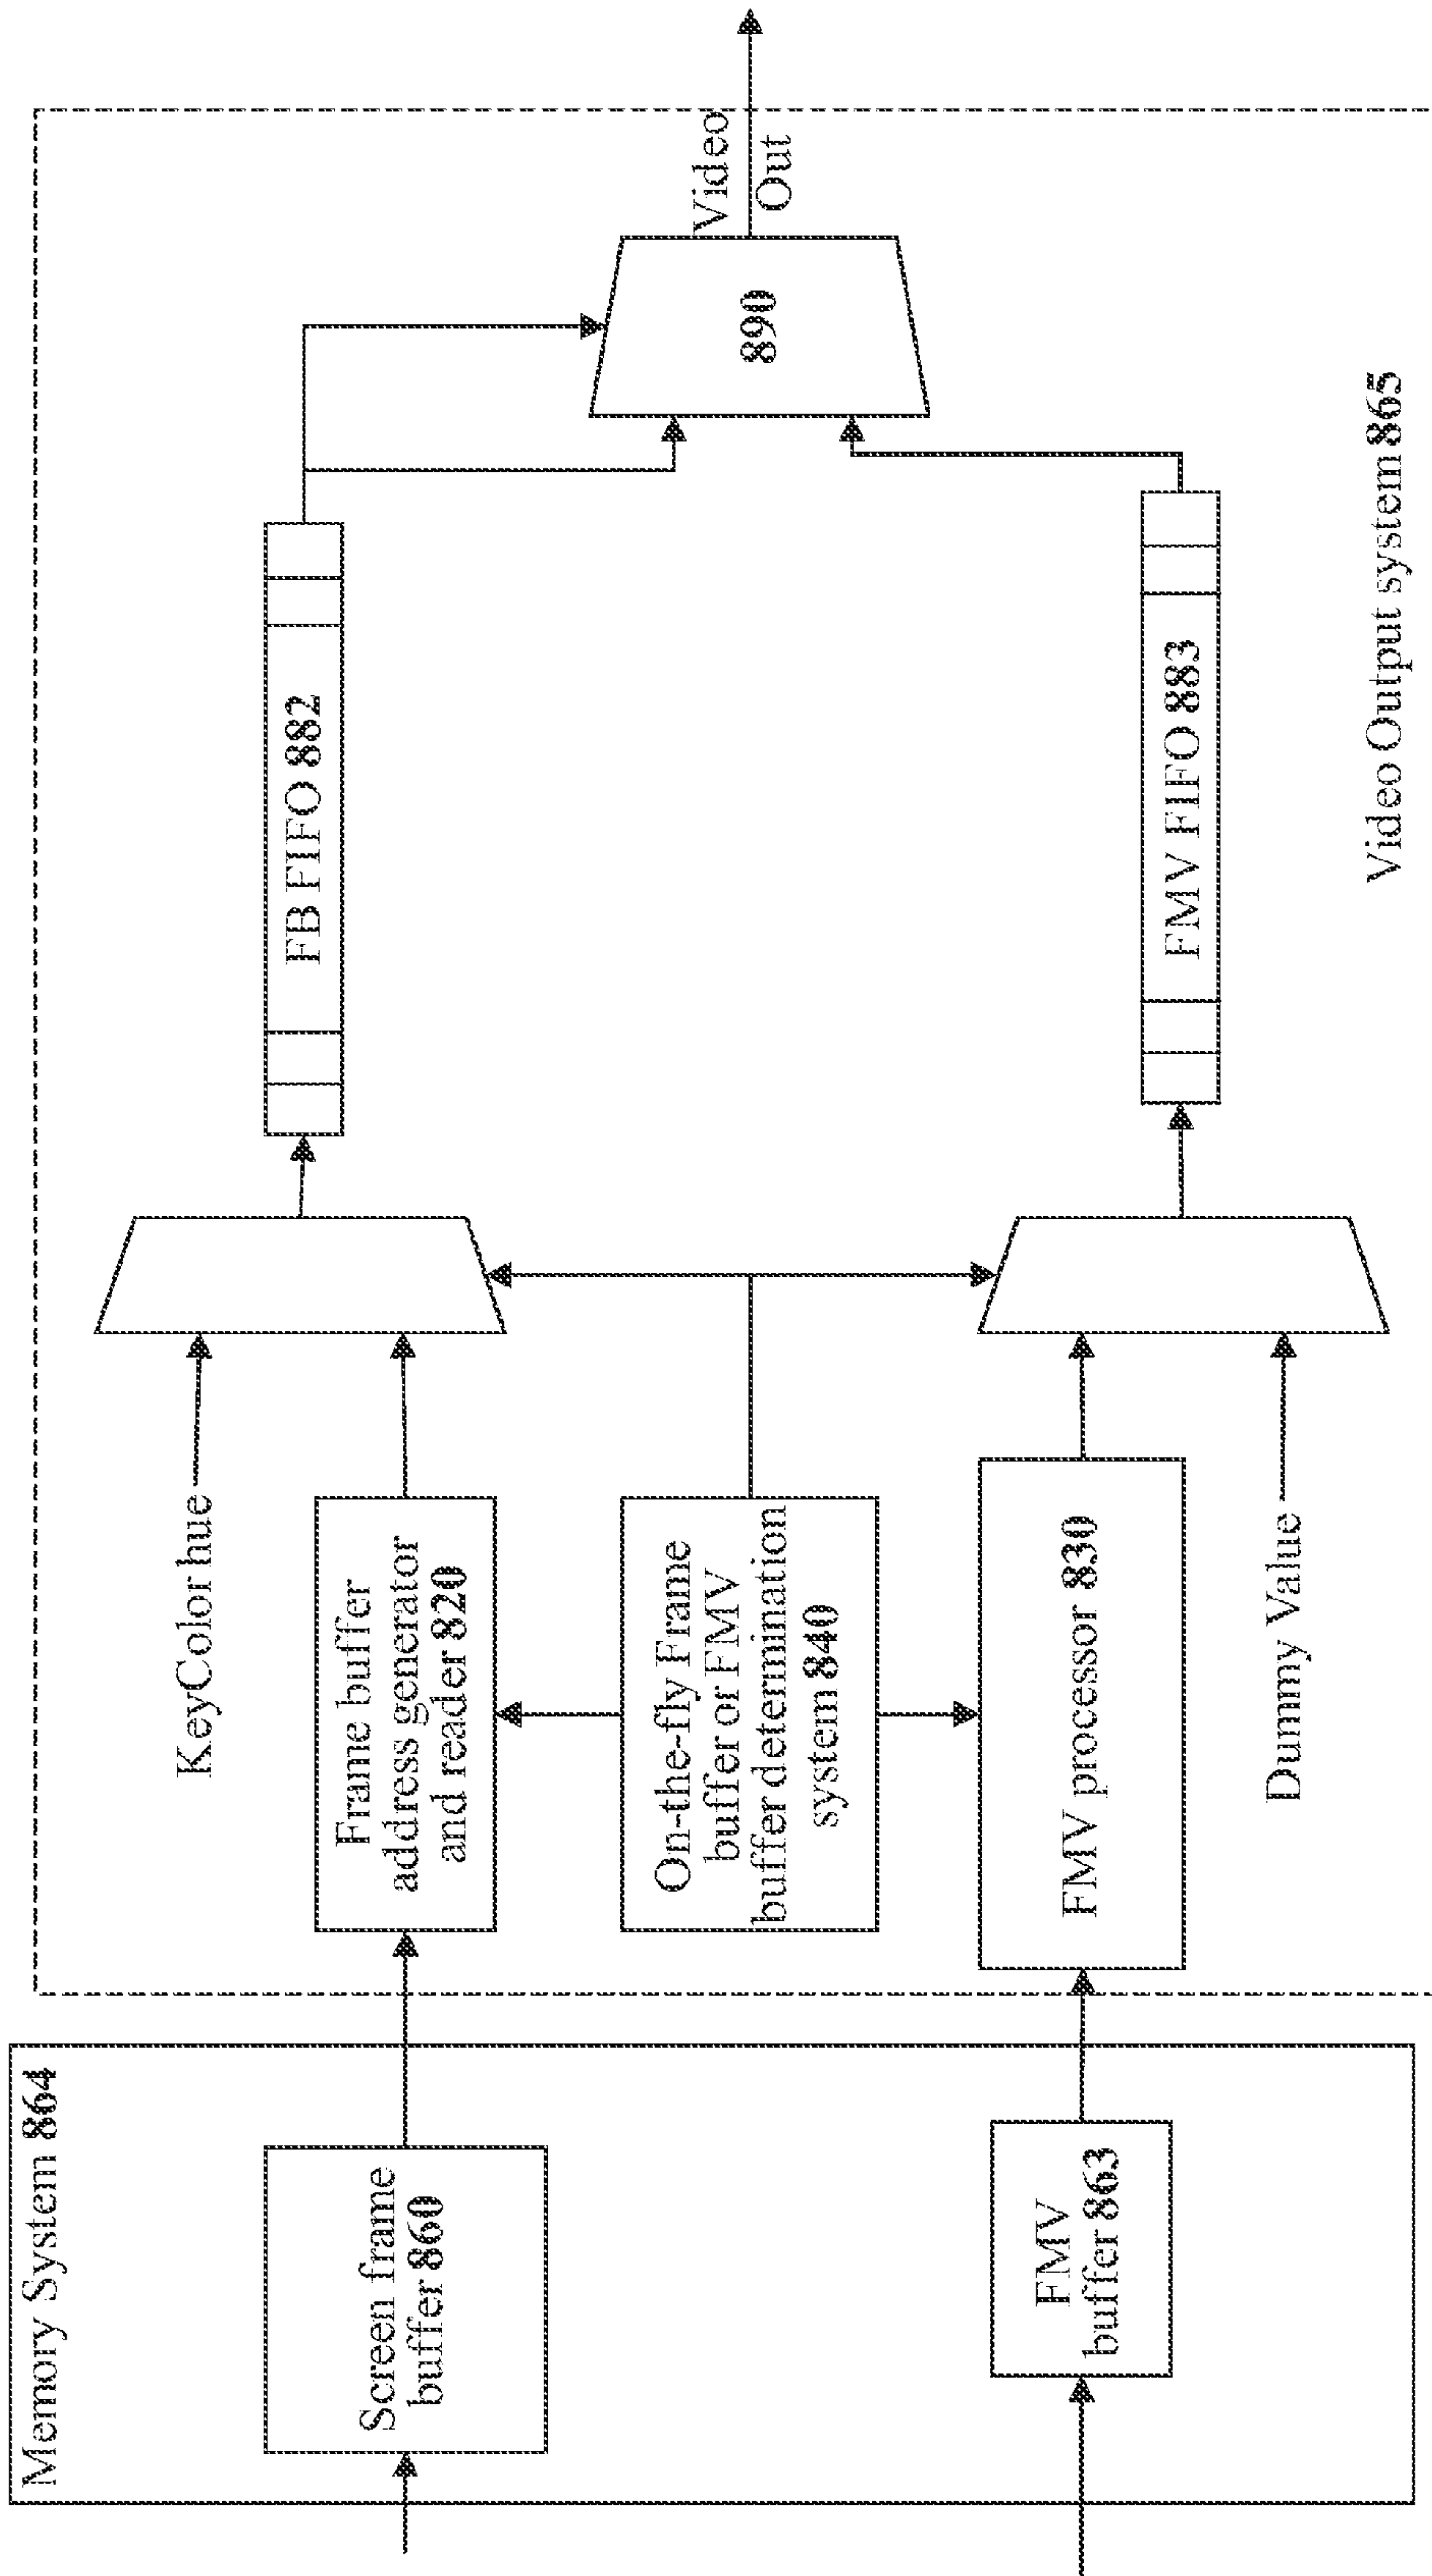 Memory System 864
Screen frame
buffer 860
FMV
buffer 863
KeyColor hue
Frame buffer
address generator
and reader 820
On-the-fly Frame
buffer or FMV
buffer determination
system 840
FMV processor 830
Dummy Value
FB FIFO 882
FMV FIFO 883
890
Video
Out
Video Output system 865